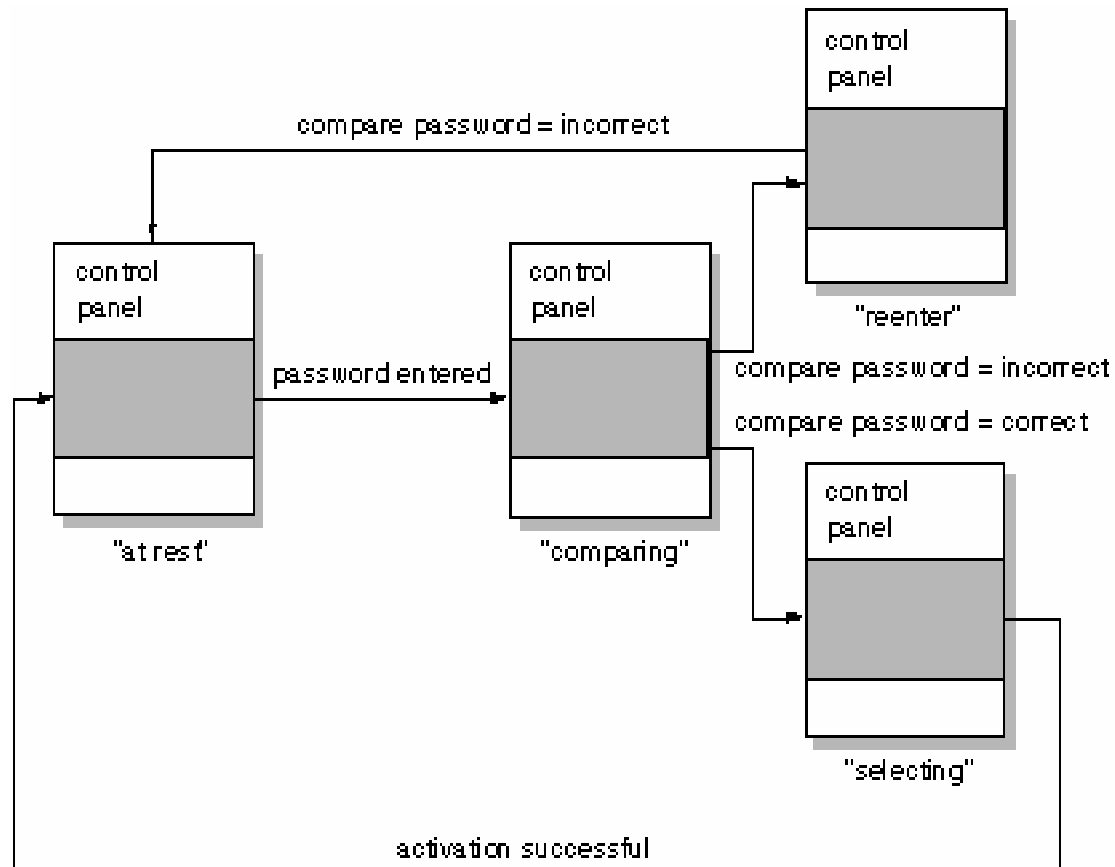 control
panel
compare password = incorrect
control
panel
control
panel
"reenter"
password entered
compare password = incorrect
compare password = correct
control
panel
"at rest"
"comparing"
"selecting"
activation successful